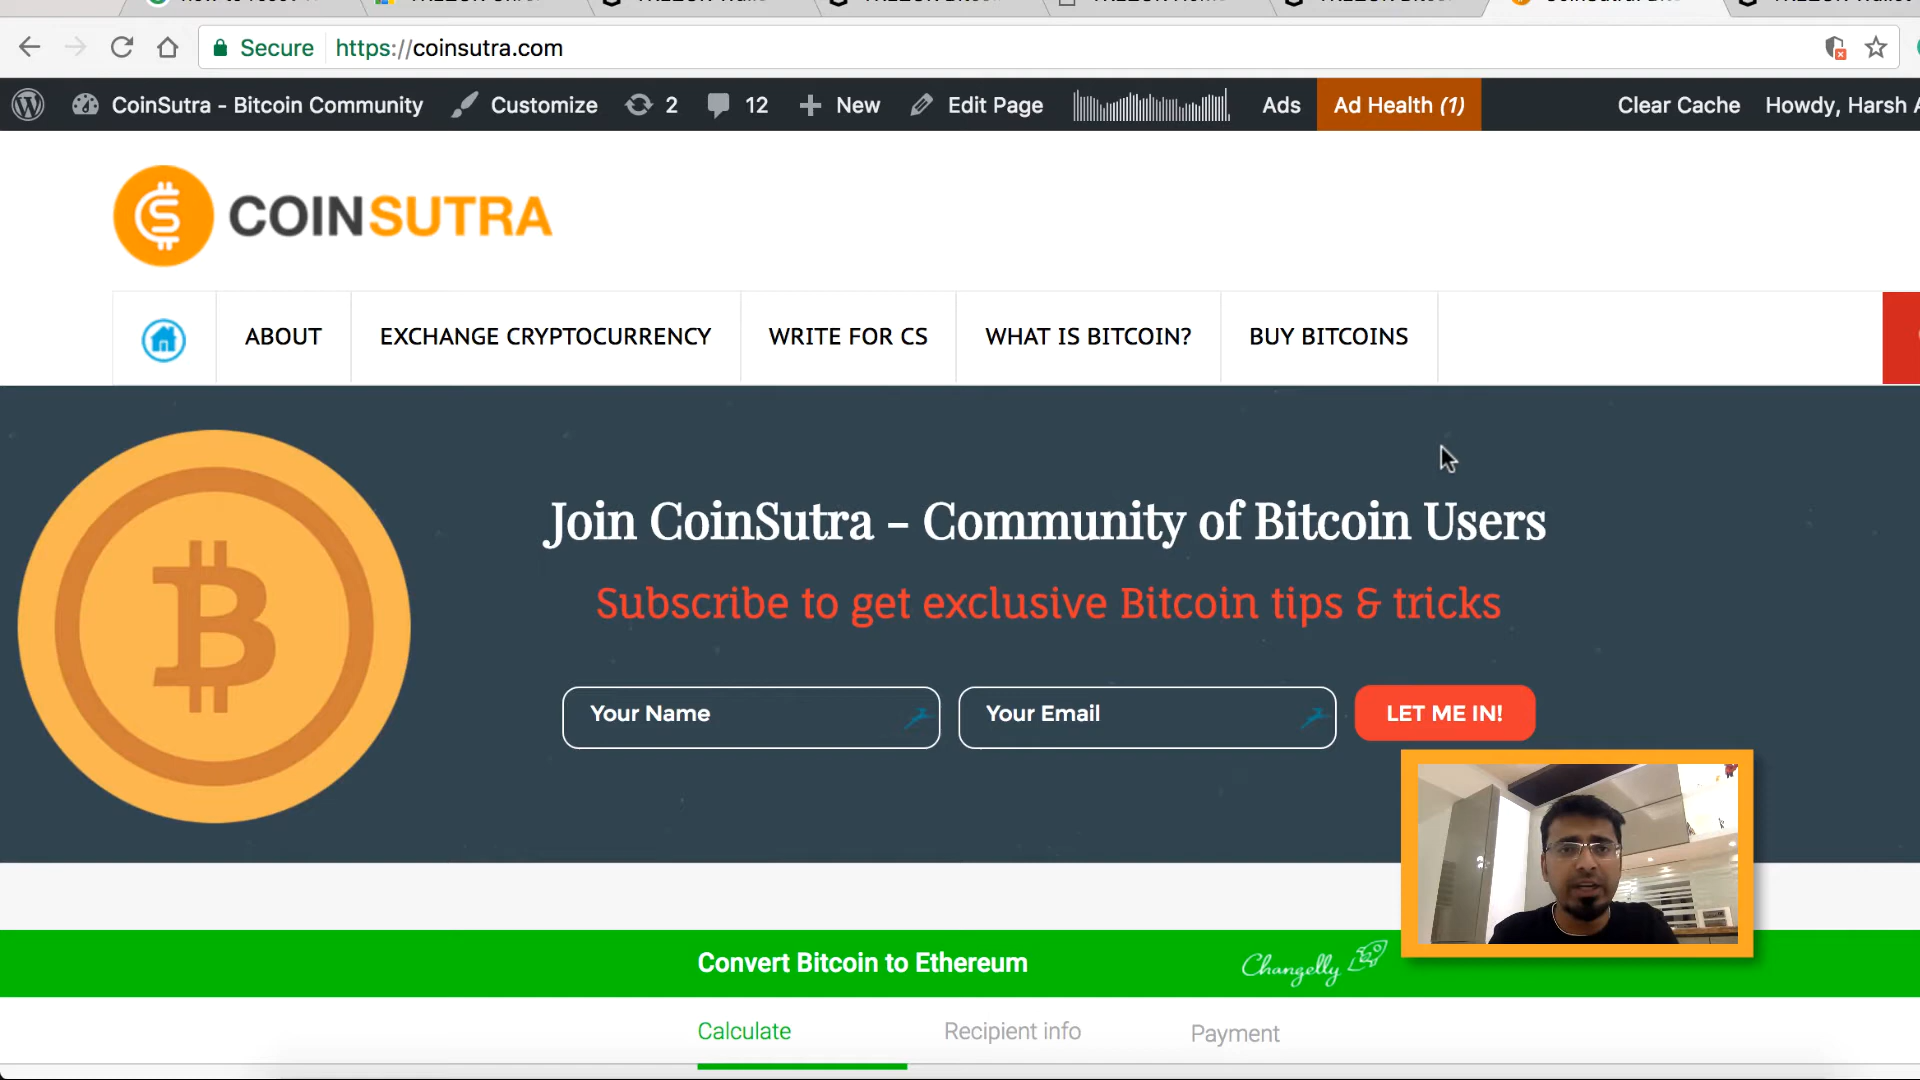 Secure https://coinsutra.com
CoinSutra - Bitcoin Community Customize 2 12 New Edit Page Ads Ad Health (1) Clear Cache Howdy, Harsh A
COINSUTRA
ABOUT EXCHANGE CRYPTOCURRENCY WRITE FOR CS WHAT IS BITCOIN? BUY BITCOINS
Join CoinSutra - Community of Bitcoin Users
Subscribe to get exclusive Bitcoin tips & tricks
Your Name Your Email LET ME IN!
Convert Bitcoin to Ethereum Changelly
Calculate Recipient info Payment